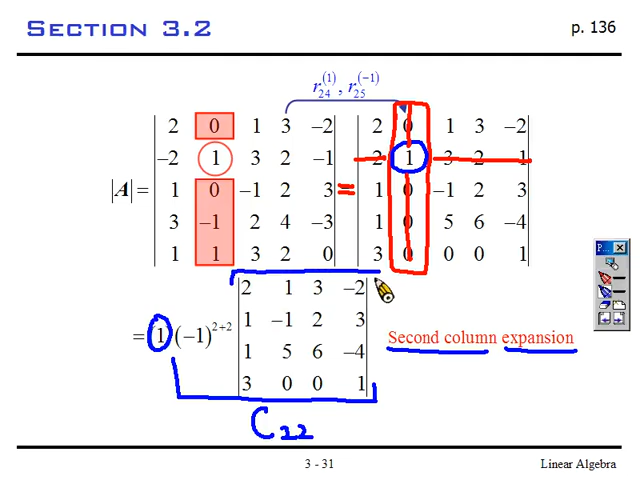 SECTION 3.2
p. 136
r₂₄⁽¹⁾, r₂₅⁽⁻¹⁾
2 0 1 3 −2 2 0 1 3 −2
−2 1 3 2 −1 2 1 3 2 1
|A| = 1 0 −1 2 3 = 1 0 −1 2 3
3 −1 2 4 −3 1 0 5 6 −4
1 1 3 2 0 3 0 0 0 1
2 1 3 −2
= (1)(−1)²⁺² 1 −1 2 3 Second column expansion
1 5 6 −4
3 0 0 1
C₂₂
3 - 31
Linear Algebra
P...